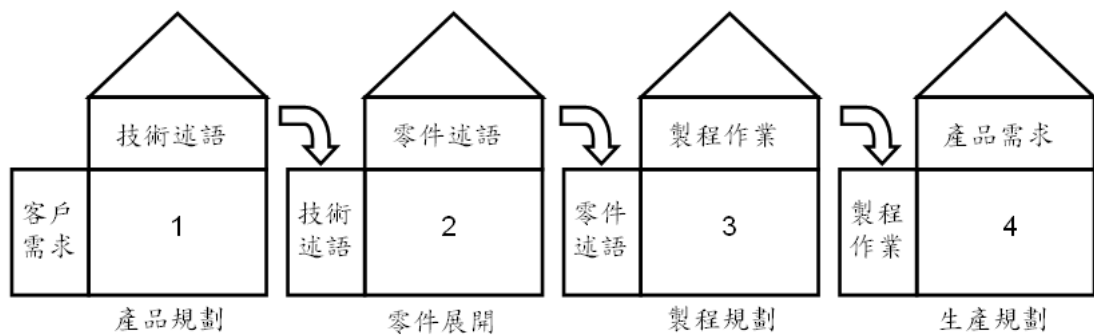 技術述語
零件述語
製程作業
產品需求
客戶
需求
1
技術
述語
2
零件
述語
3
製程
作業
4
產品規劃
零件展開
製程規劃
生產規劃